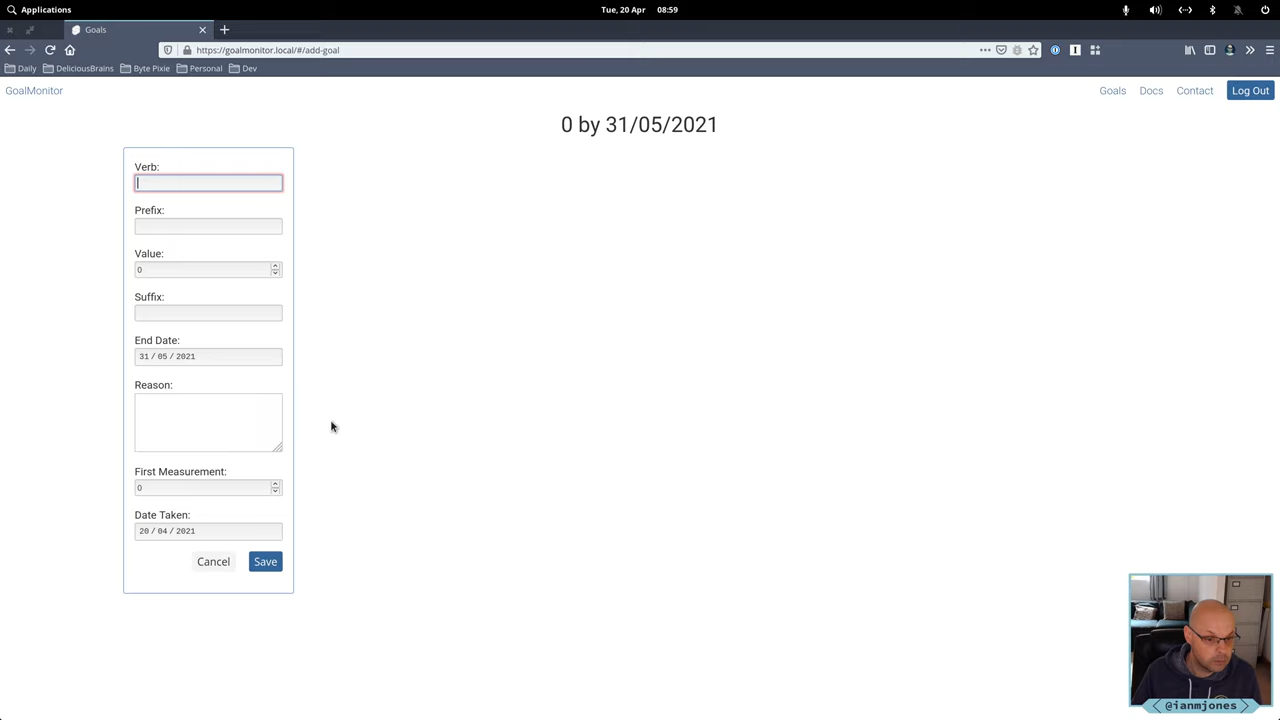 Applications
Tue, 20 Apr 08:59
Goals
https://goalmonitor.local/#/add-goal
Daily
DeliciousBrains
Byte Pixie
Personal
Dev
GoalMonitor
Goals
Docs
Contact
Log Out
0 by 31/05/2021
Verb:
Prefix:
Value:
0
Suffix:
End Date:
31 / 05 / 2021
Reason:
First Measurement:
0
Date Taken:
20 / 04 / 2021
Cancel
Save
@ianmjones